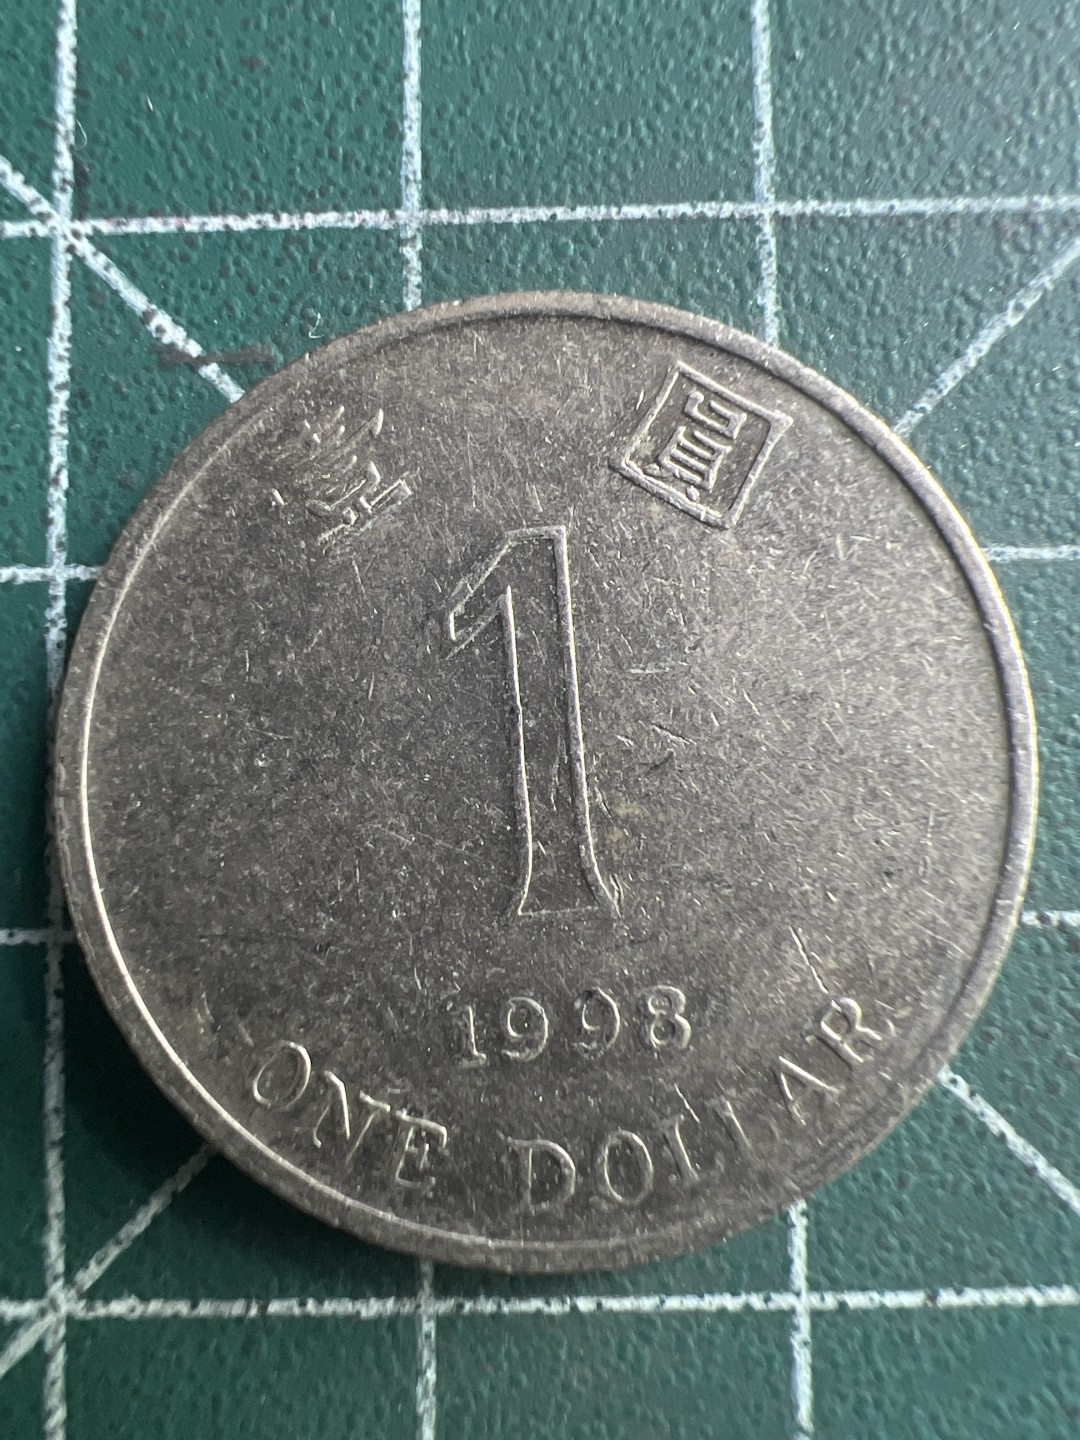 壹 圓
1
1998
ONE DOLLAR